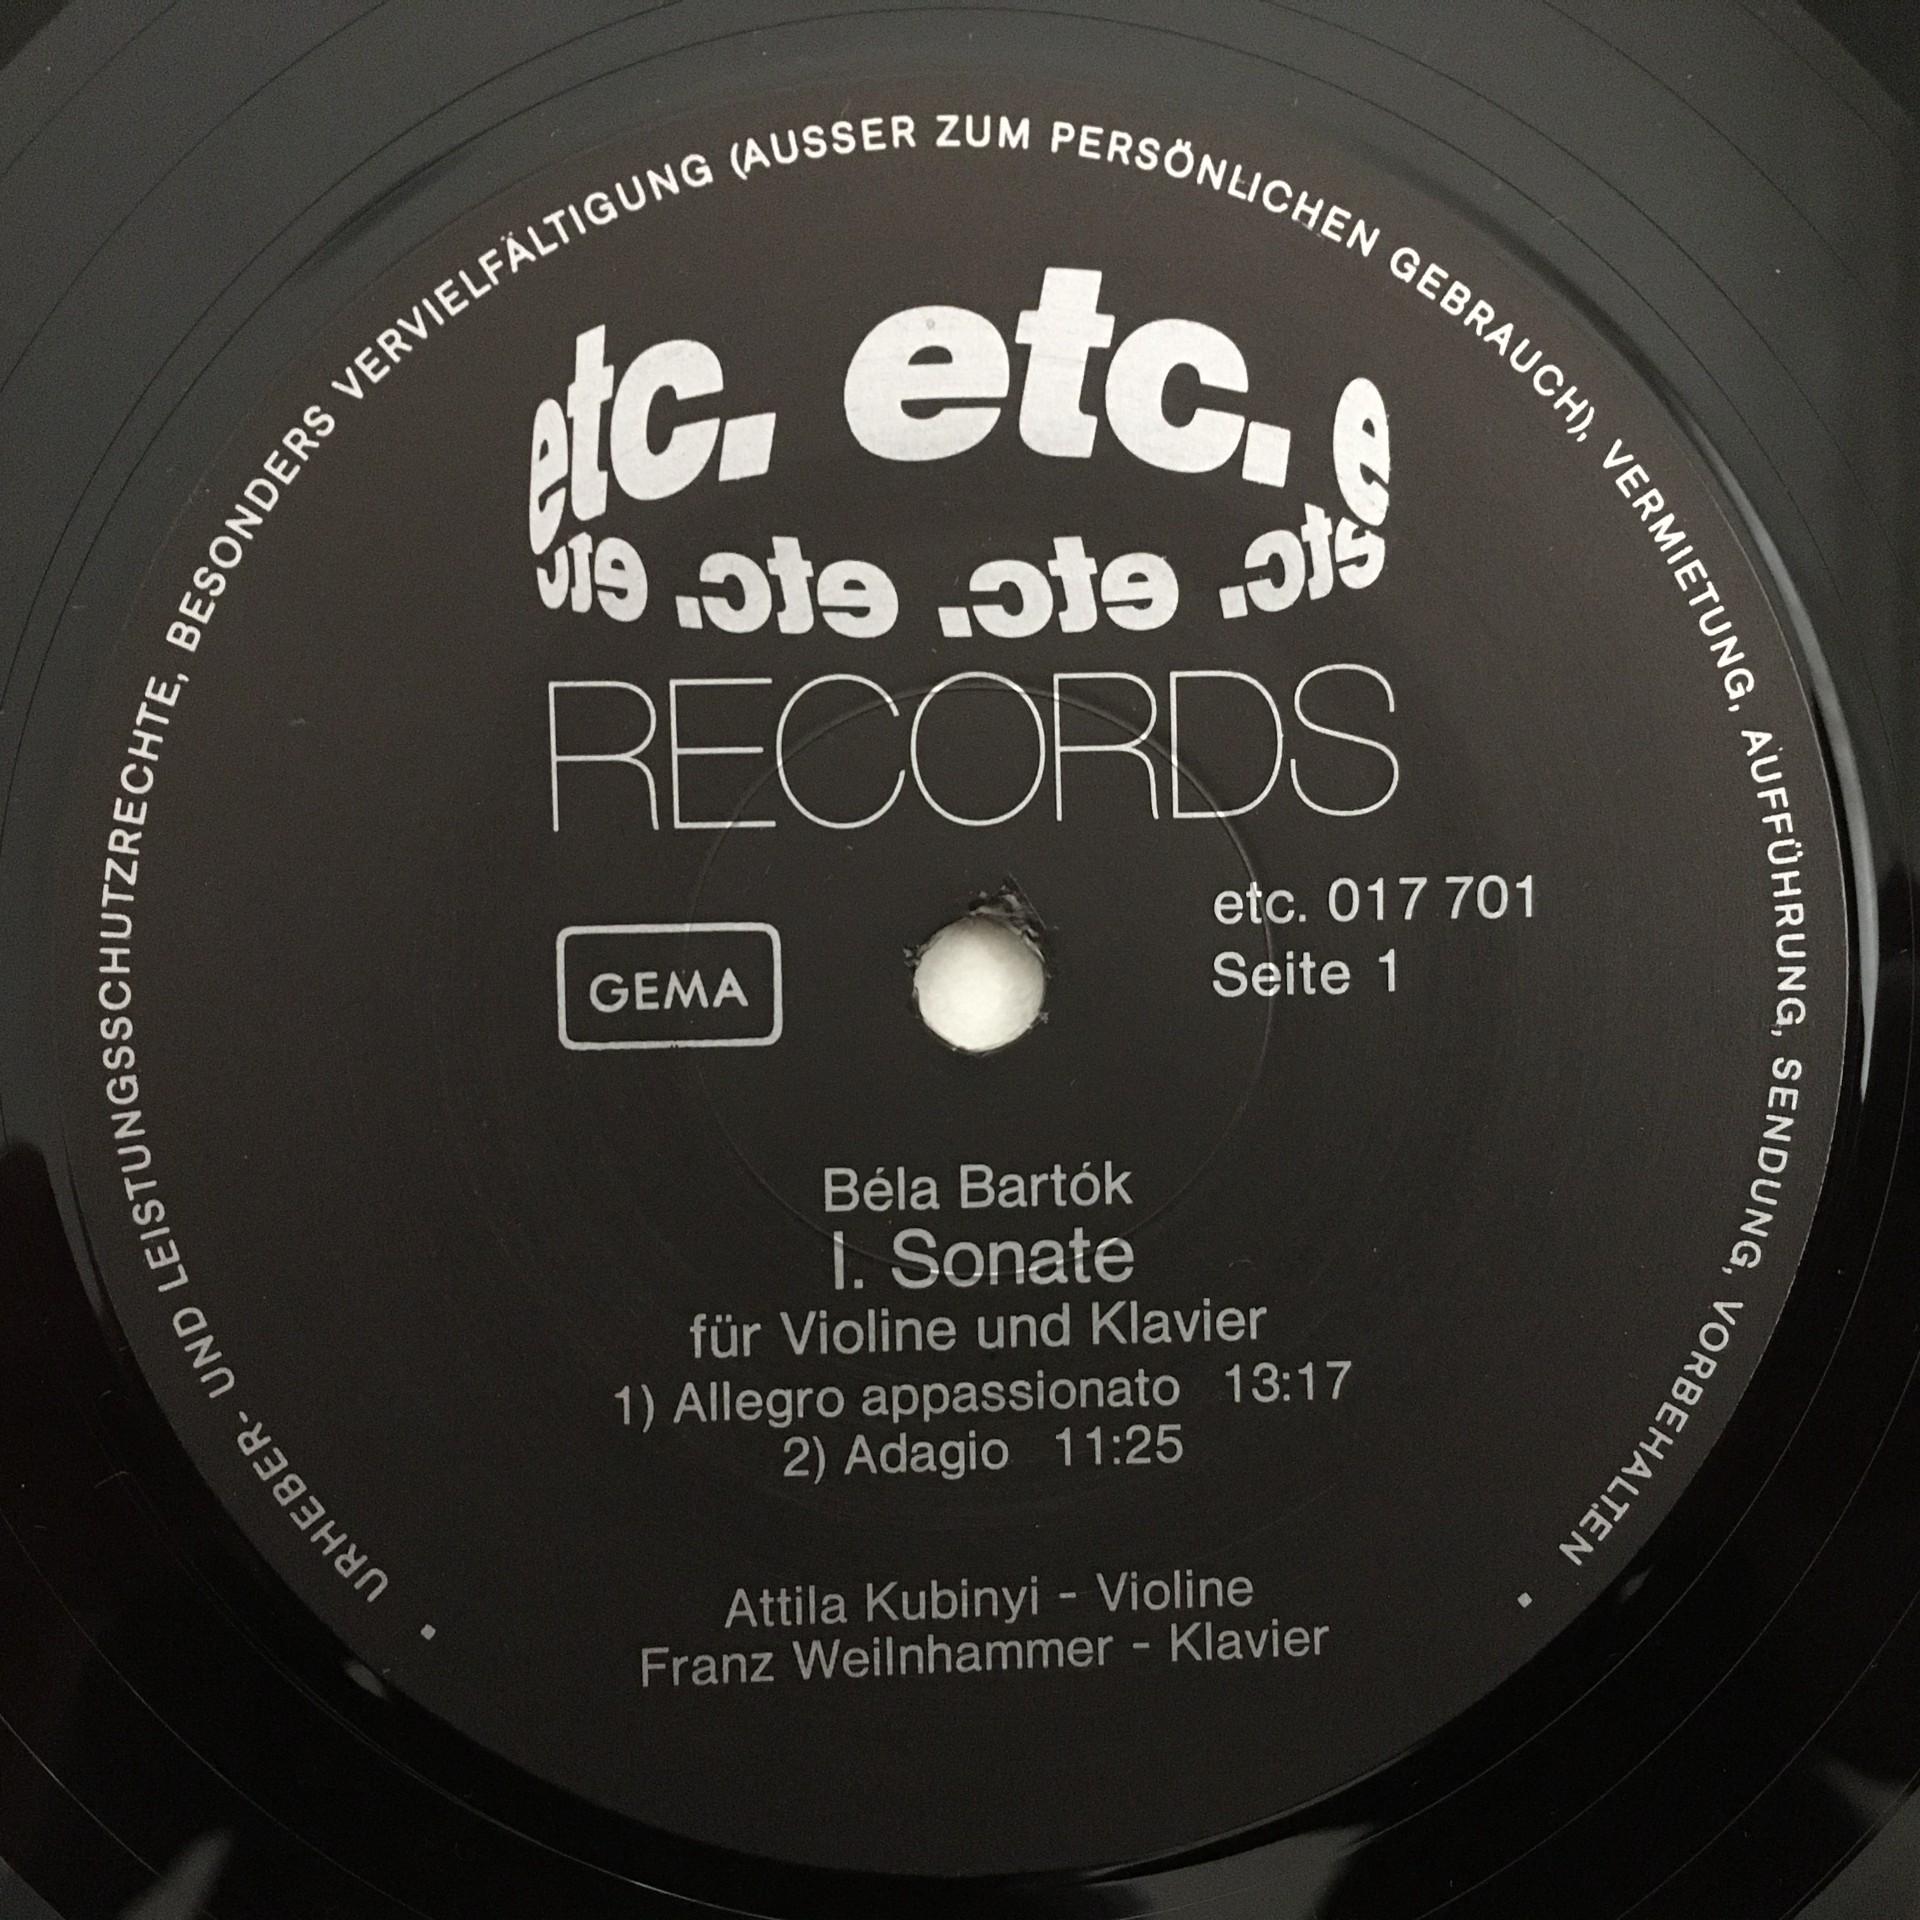 URHEBER- UND LEISTUNGSSCHUTZRECHTE, BESONDERS VERVIELFÄLTIGUNG (AUSSER ZUM PERSÖNLICHEN GEBRAUCH), VERMIETUNG, AUFFÜHRUNG, SENDUNG, VORBEHALTEN
etc. etc. e
etc. etc. etc. etc
RECORDS
GEMA
etc. 017 701
Seite 1
Béla Bartók
I. Sonate
für Violine und Klavier
1) Allegro appassionato 13:17
2) Adagio 11:25
Attila Kubinyi - Violine
Franz Weilnhammer - Klavier